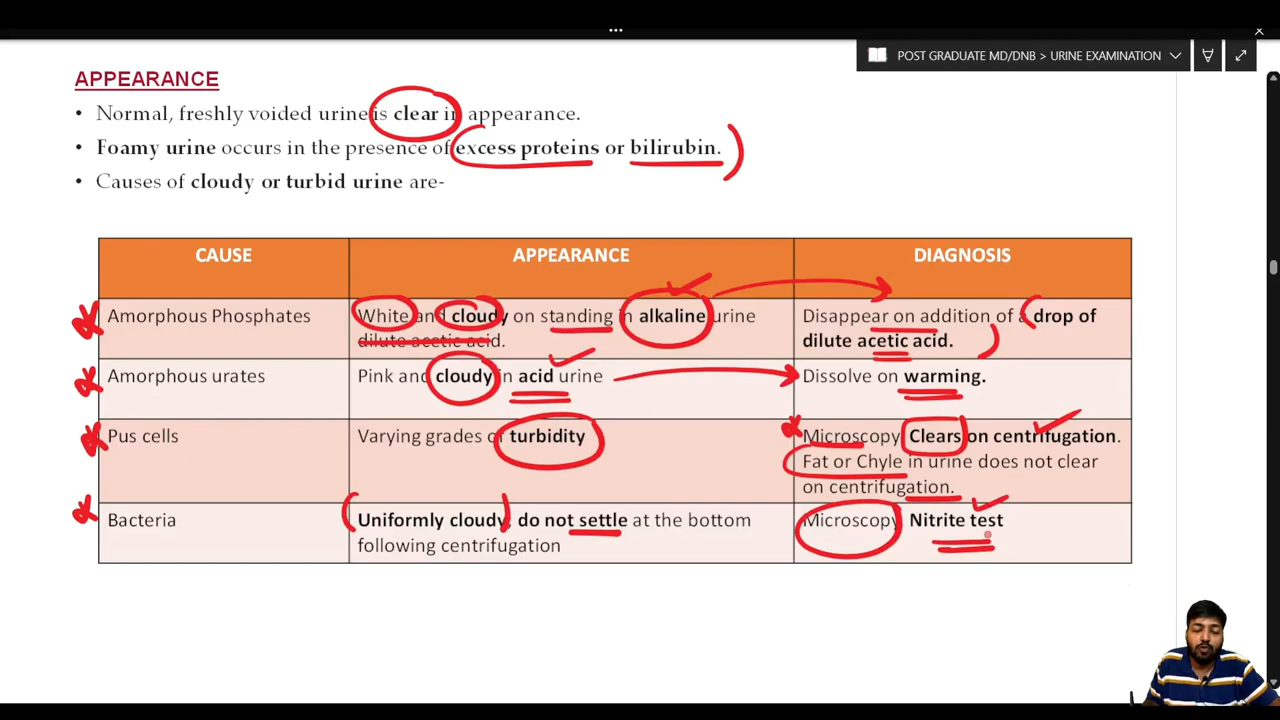 ...
POST GRADUATE MD/DNB > URINE EXAMINATION
APPEARANCE
• Normal, freshly voided urine is clear in appearance.
• Foamy urine occurs in the presence of excess proteins or bilirubin.
• Causes of cloudy or turbid urine are-
CAUSE APPEARANCE DIAGNOSIS
Amorphous Phosphates
White and cloudy on standing in alkaline urine
dilute acetic acid.
Disappear on addition of a drop of
dilute acetic acid.
Amorphous urates
Pink and cloudy in acid urine
Dissolve on warming.
Pus cells
Varying grades of turbidity
Microscopy Clears on centrifugation.
Fat or Chyle in urine does not clear
on centrifugation.
Bacteria
Uniformly cloudy, do not settle at the bottom
following centrifugation
Microscopy, Nitrite test